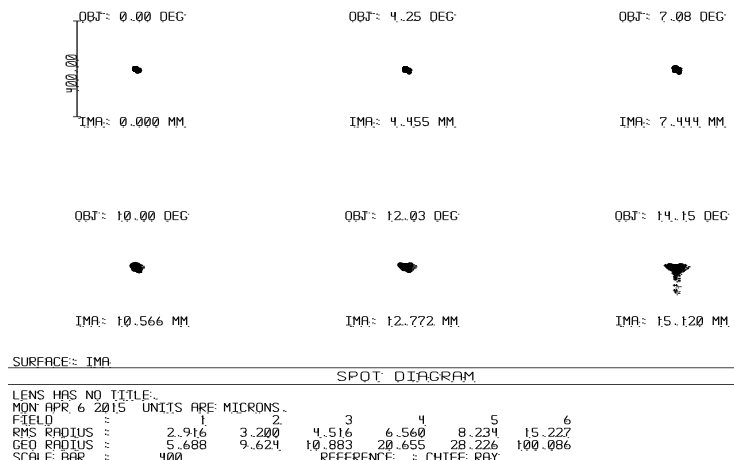 OBJ: 0.00 DEG OBJ: 4.25 DEG OBJ: 7.08 DEG
400.00
IMA: 0.000 MM IMA: 4.455 MM IMA: 7.444 MM
OBJ: 10.00 DEG OBJ: 12.03 DEG OBJ: 14.15 DEG
IMA: 10.566 MM IMA: 12.772 MM IMA: 15.120 MM
SURFACE: IMA
SPOT DIAGRAM
LENS HAS NO TITLE.
MON APR 6 2015 UNITS ARE MICRONS.
FIELD : 1 2 3 4 5 6
RMS RADIUS : 2.916 3.200 4.516 6.560 8.234 15.227
GEO RADIUS : 5.688 9.624 10.883 20.655 28.226 100.086
SCALE BAR : 400 REFERENCE : CHIEF RAY